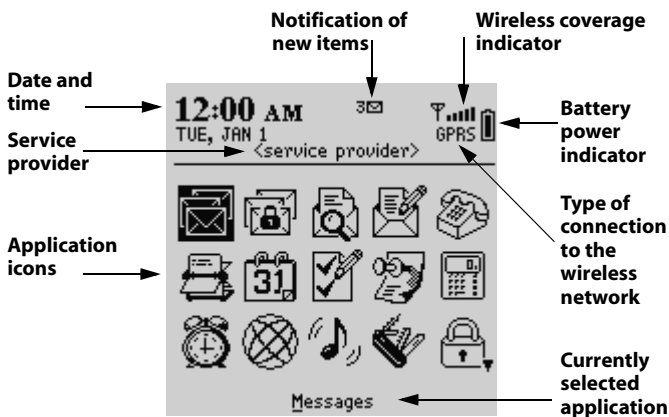 Notification of
new items
Wireless coverage
indicator
Date and
time
12:00 AM
3
TUE, JAN 1
GPRS
Battery
power
indicator
Service
provider
<service provider>
Type of
connection
to the
wireless
network
Application
icons
31
0.
Messages
Currently
selected
application